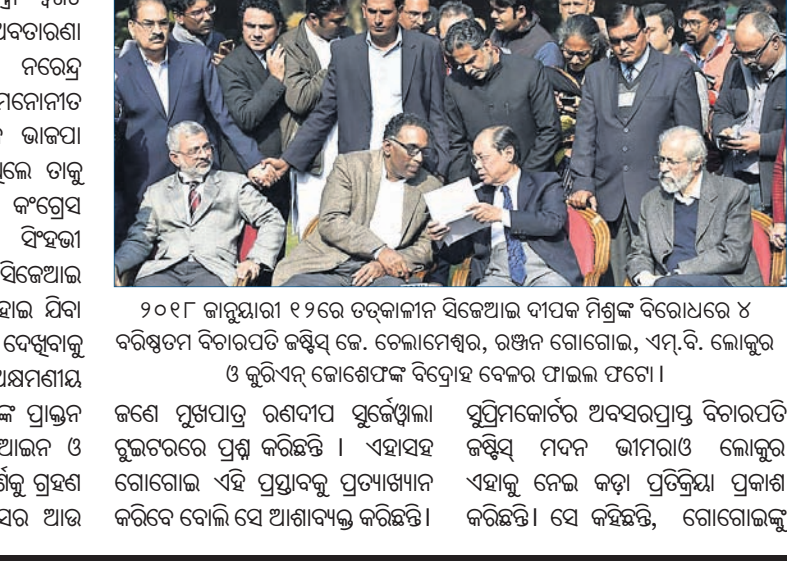 ଅବତାରଣା
ନରେନ୍ଦ୍ର
ମନୋନୀତ
ଭାଜପା
ତାକୁ
କଂଗ୍ରେସ
ସିଂହଭୀ
ସିଜେଆଇ
ହୋଇ ଯିବା
ଦେଖିବାକୁ
ପ୍ରାକ୍ତନ
ଆଇନ ଓ
ଗ୍ରହଣ
ଆଉ
୨୦୧୮ ଜାନୁୟାରୀ ୧୨ରେ ତତ୍‌କାଳୀନ ସିଜେଆଇ ଦୀପକ ମିଶ୍ରଙ୍କ ବିରୋଧରେ ୪
ବରିଷ୍ଠତମ ବିଚାରପତି ଜଷ୍ଟିସ୍ ଜେ. ଚେଲାମେଶ୍ୱର, ରଞ୍ଜନ ଗୋଗୋଇ, ଏମ୍.ବି. ଲୋକୁର
ଓ କୁରିଏନ୍ ଜୋଶେଫଙ୍କ ବିଦ୍ରୋହ ବେଳର ଫାଇଲ ଫଟୋ।
ଜଣେ ମୁଖପାତ୍ର ରଣଦୀପ ସୁର୍ଜେୱାଲା
ଟୁଇଟରରେ ପ୍ରଶ୍ନ କରିଛନ୍ତି । ଏହାସହ
ଗୋଗୋଇ ଏହି ପ୍ରସ୍ତାବକୁ ପ୍ରତ୍ୟାଖ୍ୟାନ
କରିବେ ବୋଲି ସେ ଆଶାବ୍ୟକ୍ତ କରିଛନ୍ତି।
ସୁପ୍ରିମକୋର୍ଟର ଅବସରପ୍ରାପ୍ତ ବିଚାରପତି
ଜଷ୍ଟିସ୍ ମଦନ ଭୀମରାଓ ଲୋକୁର
ଏହାକୁ ନେଇ କଡ଼ା ପ୍ରତିକ୍ରିୟା ପ୍ରକାଶ
କରିଛନ୍ତି। ସେ କହିଛନ୍ତି, ଗୋଗୋଇଙ୍କୁ